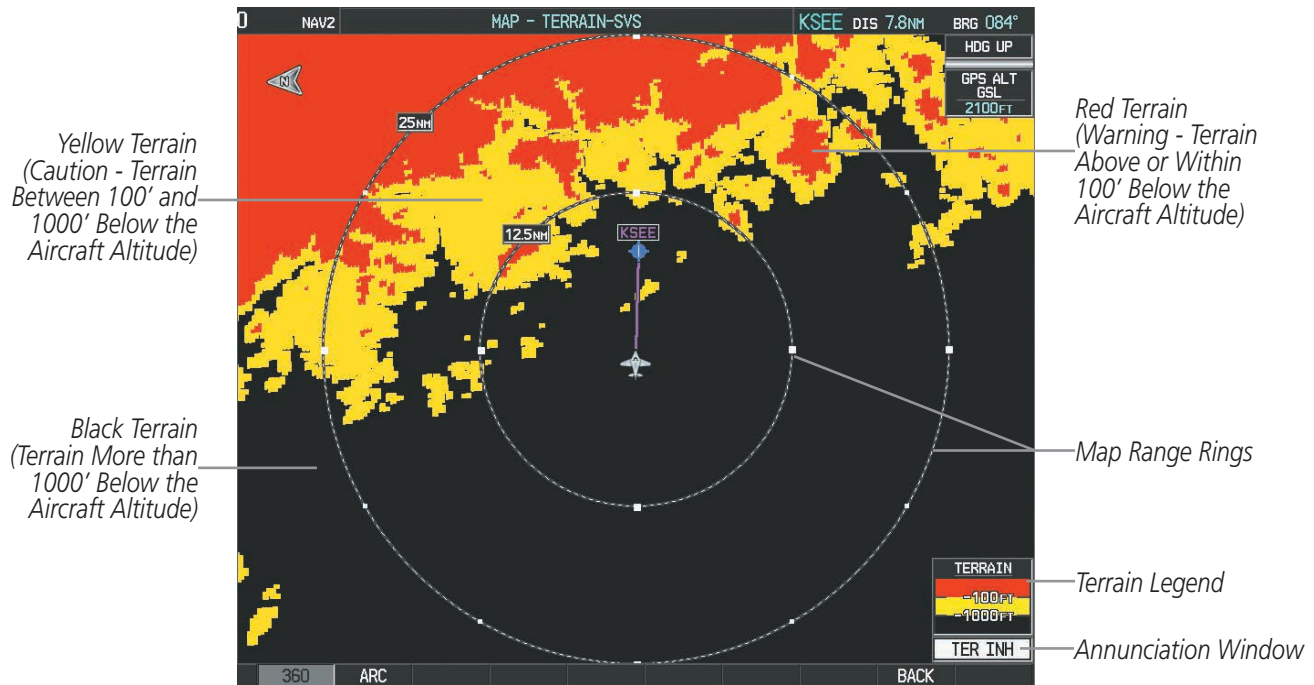 0 NAV2 MAP - TERRAIN-SVS KSEE DIS 7.8NM BRG 084°
HDG UP
N
GPS ALT
GSL
2100FT
25NM
Yellow Terrain
(Caution - Terrain
Between 100' and
1000' Below the
Aircraft Altitude)
Red Terrain
(Warning - Terrain
Above or Within
100' Below the
Aircraft Altitude)
12.5NM
KSEE
Black Terrain
(Terrain More than
1000' Below the
Aircraft Altitude)
Map Range Rings
TERRAIN
-100FT
-1000FT
Terrain Legend
TER INH
Annunciation Window
360 ARC BACK